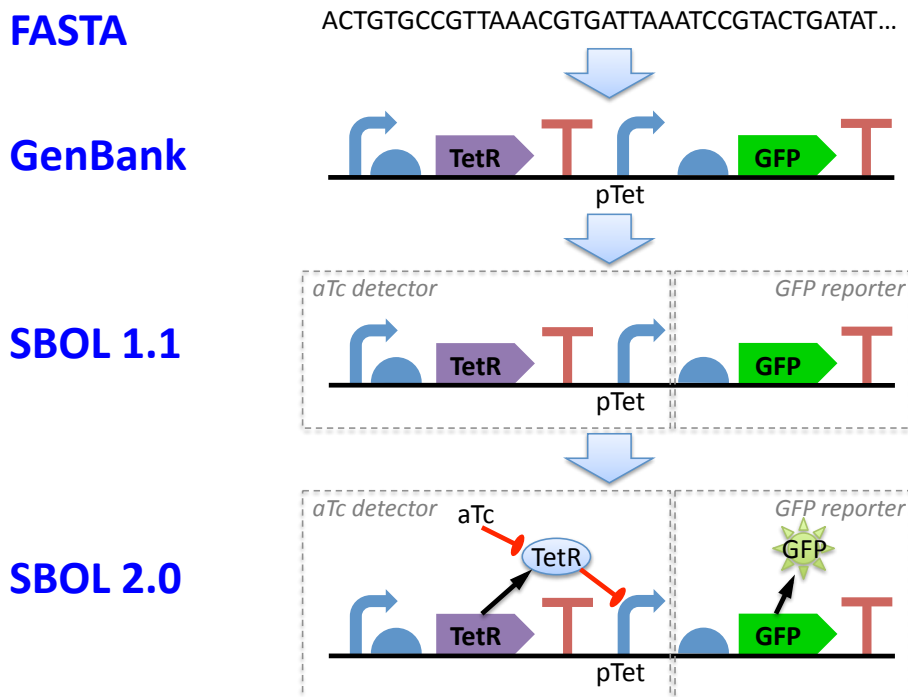 FASTA
ACTGTGCCGTTAAACGTGATTAAATCCGTACTGATAT...
GenBank
TetR
GFP
pTet
aTc detector
GFP reporter
SBOL 1.1
TetR
GFP
pTet
aTc detector
GFP reporter
aTc
TetR
GFP
SBOL 2.0
TetR
GFP
pTet